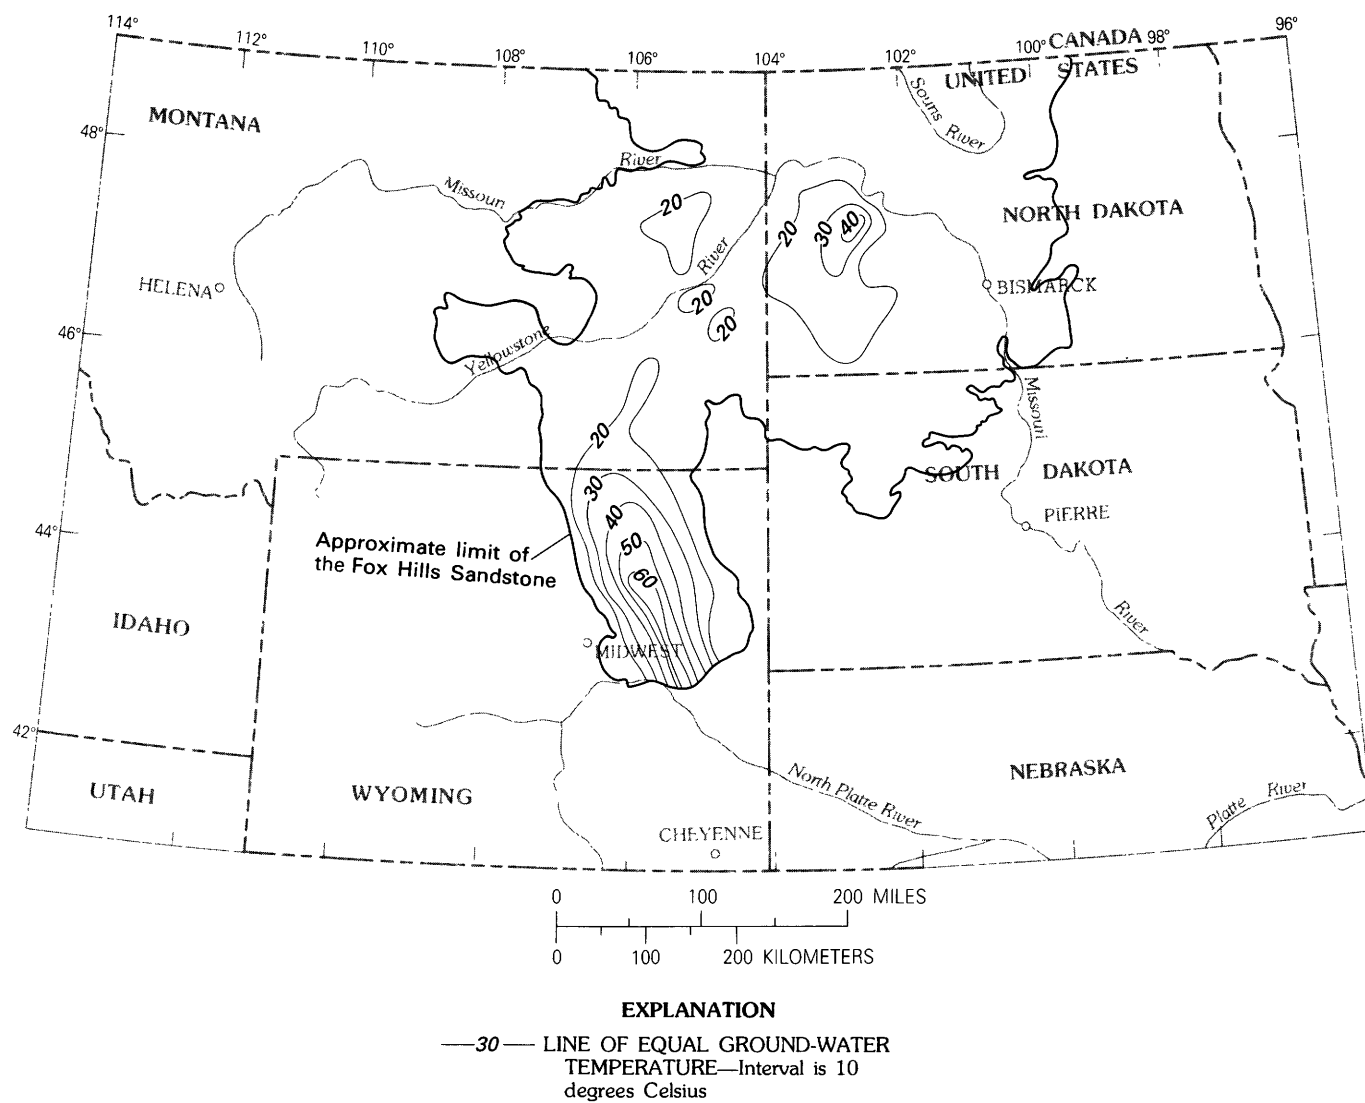 114°
112°
110°
108°
106°
104°
102°
100°
98°
96°
CANADA
UNITED STATES
Souris River
MONTANA
48°
River
Missouri
20
20
30
40
NORTH DAKOTA
River
HELENA
20
BISMARCK
20
46°
Yellowstone
20
Missouri
SOUTH DAKOTA
30
40
PIERRE
44°
50
Approximate limit of
the Fox Hills Sandstone
60
IDAHO
River
MIDWEST
42°
UTAH
WYOMING
North Platte River
NEBRASKA
Platte River
CHEYENNE
0 100 200 MILES
0 100 200 KILOMETERS
EXPLANATION
—30— LINE OF EQUAL GROUND-WATER
TEMPERATURE—Interval is 10
degrees Celsius